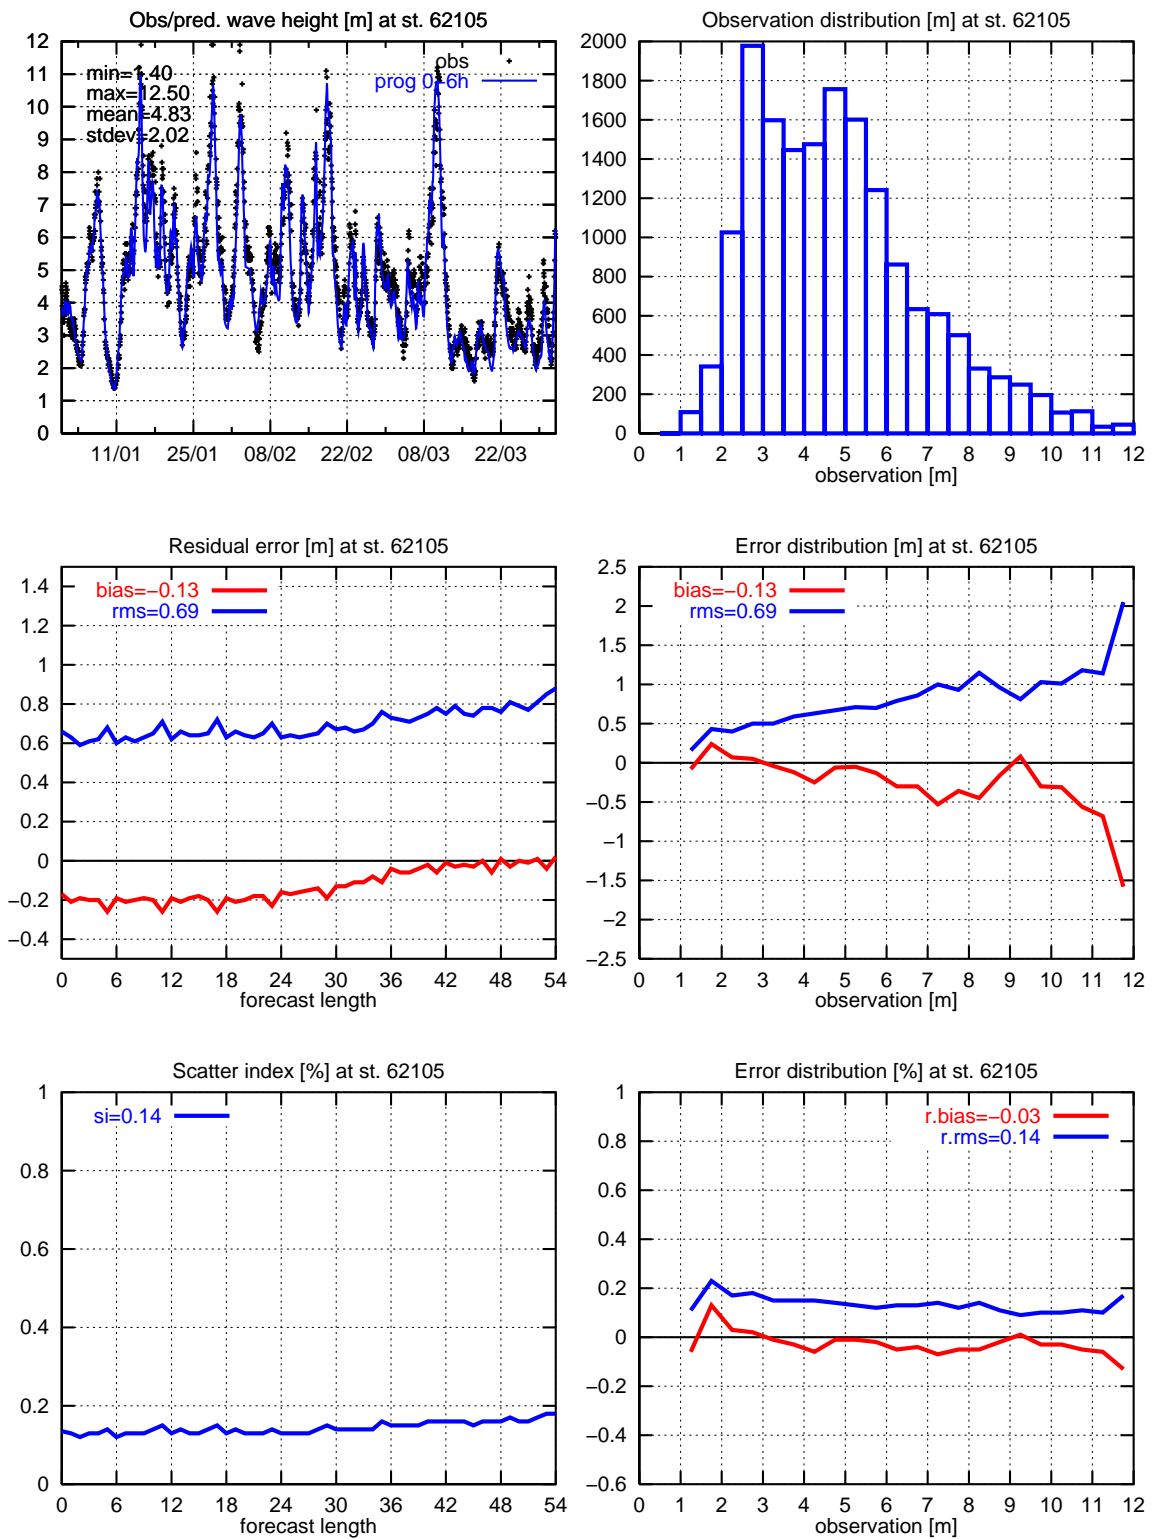 Obs/pred. wave height [m] at st. 62105
12
11
10
9
8
7
6
5
4
3
2
1
0
min=1.40
max=12.50
mean=4.83
stdev=2.02
obs
prog 0-6h
11/01 25/01 08/02 22/02 08/03 22/03
Observation distribution [m] at st. 62105
2000
1800
1600
1400
1200
1000
800
600
400
200
0
0 1 2 3 4 5 6 7 8 9 10 11 12
observation [m]
Residual error [m] at st. 62105
1.4
1.2
1
0.8
0.6
0.4
0.2
0
−0.2
−0.4
bias=−0.13
rms=0.69
0 6 12 18 24 30 36 42 48 54
forecast length
Error distribution [m] at st. 62105
2.5
2
1.5
1
0.5
0
−0.5
−1
−1.5
−2
−2.5
bias=−0.13
rms=0.69
0 1 2 3 4 5 6 7 8 9 10 11 12
observation [m]
Scatter index [%] at st. 62105
1
0.8
0.6
0.4
0.2
0
si=0.14
0 6 12 18 24 30 36 42 48 54
forecast length
Error distribution [%] at st. 62105
1
0.8
0.6
0.4
0.2
0
−0.2
−0.4
−0.6
r.bias=−0.03
r.rms=0.14
0 1 2 3 4 5 6 7 8 9 10 11 12
observation [m]